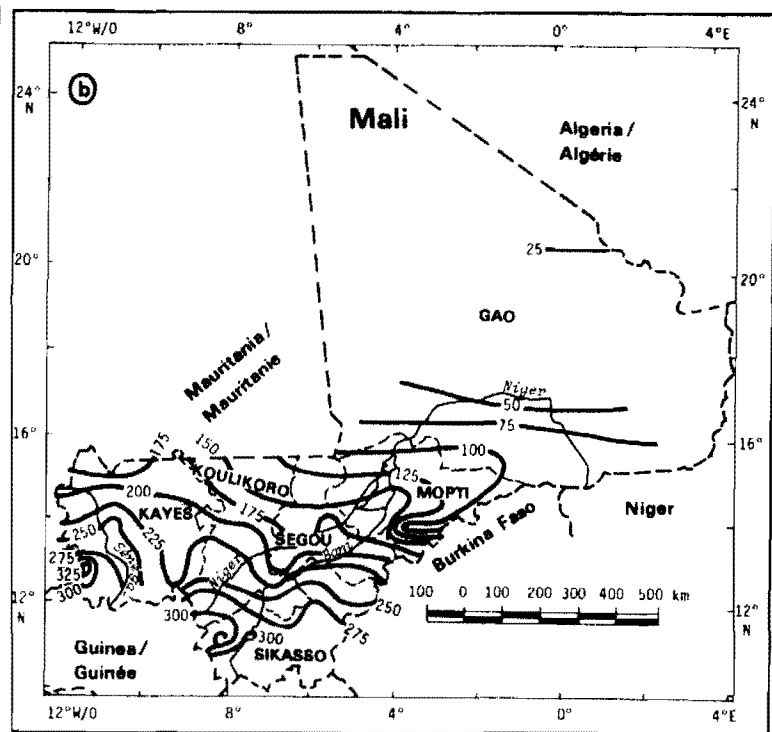 12°W/O 8° 4° 0° 4°E
24° N
24° N
b
Mali
Algeria /
Algérie
25
20°
20°
GAO
Mauritania /
Mauritanie
Niger
50
75
16°
16°
175
150
100
KOULIKORO
125
MOPTI
200
KAYES
175
Niger
SEGOU
250
225
Burkina Faso
Bani
275
Niger
325
300
250
100 0 100 200 300 400 500 km
12° N
12° N
300
275
300
Guinea /
Guinée
SIKASSO
12°W/O 8° 4° 0° 4°E